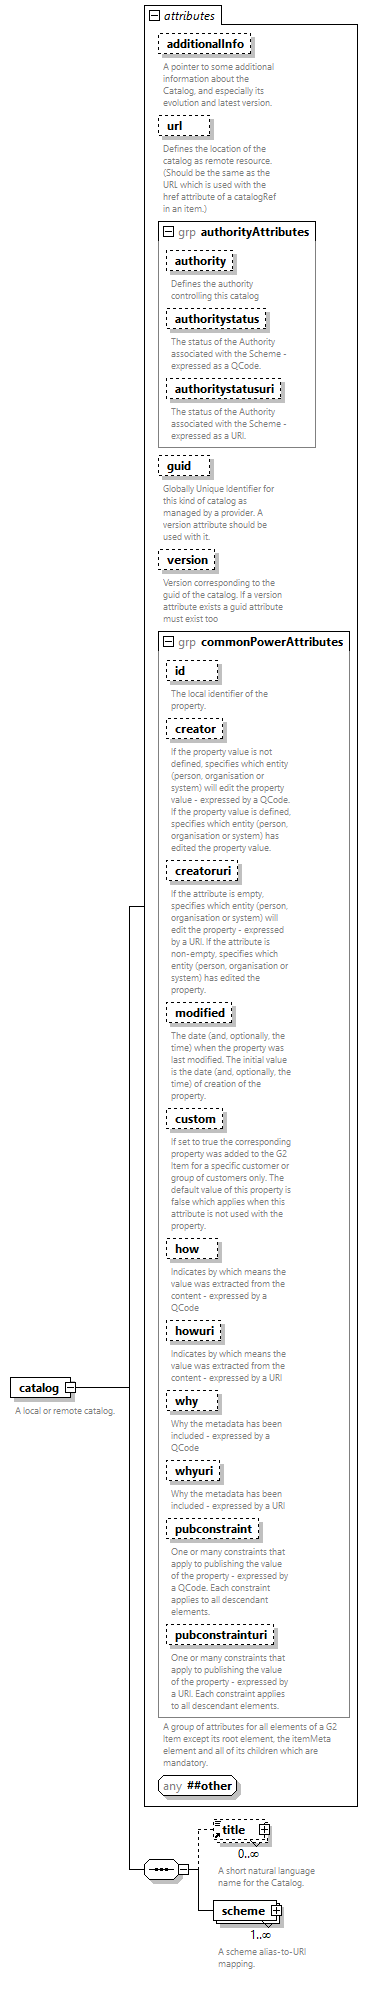 attributes
additionalInfo
A pointer to some additional
information about the
Catalog, and especially its
evolution and latest version.
url
Defines the location of the
catalog as remote resource.
(Should be the same as the
URL which is used with the
href attribute of a catalogRef
in an item.)
grp authorityAttributes
authority
Defines the authority
controlling this catalog
authoritystatus
The status of the Authority
associated with the Scheme -
expressed as a QCode.
authoritystatusuri
The status of the Authority
associated with the Scheme -
expressed as a URI.
guid
Globally Unique Identifier for
this kind of catalog as
managed by a provider. A
version attribute should be
used with it.
version
Version corresponding to the
guid of the catalog. If a version
attribute exists a guid attribute
must exist too
grp commonPowerAttributes
id
The local identifier of the
property.
creator
If the property value is not
defined, specifies which entity
(person, organisation or
system) will edit the property
value - expressed by a QCode.
If the property value is defined,
specifies which entity (person,
organisation or system) has
edited the property value.
creatoruri
If the attribute is empty,
specifies which entity (person,
organisation or system) will
edit the property - expressed
by a URI. If the attribute is
non-empty, specifies which
entity (person, organisation or
system) has edited the
property.
modified
The date (and, optionally, the
time) when the property was
last modified. The initial value
is the date (and, optionally, the
time) of creation of the
property.
custom
If set to true the corresponding
property was added to the G2
Item for a specific customer or
group of customers only. The
default value of this property is
false which applies when this
attribute is not used with the
property.
how
Indicates by which means the
value was extracted from the
content - expressed by a
QCode
howuri
Indicates by which means the
value was extracted from the
content - expressed by a URI
why
Why the metadata has been
included - expressed by a
QCode
whyuri
Why the metadata has been
included - expressed by a URI
pubconstraint
One or many constraints that
apply to publishing the value
of the property - expressed by
a QCode. Each constraint
applies to all descendant
elements.
pubconstrainturi
One or many constraints that
apply to publishing the value
of the property - expressed by
a URI. Each constraint applies
to all descendant elements.
A group of attributes for all elements of a G2
Item except its root element, the itemMeta
element and all of its children which are
mandatory.
any ##other
catalog
A local or remote catalog.
title
0..∞
A short natural language
name for the Catalog.
scheme
1..∞
A scheme alias-to-URI
mapping.